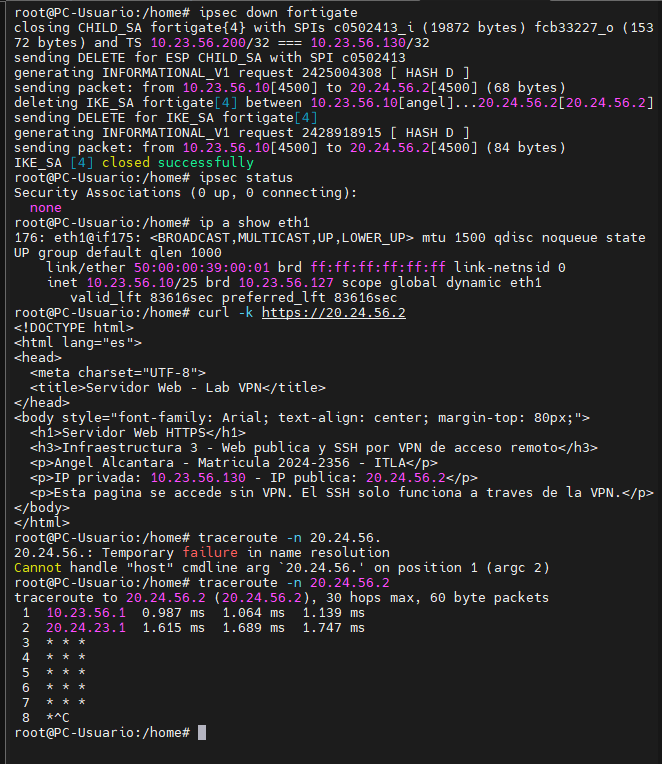 root@PC-Usuario:/home# ipsec down fortigate
closing CHILD_SA fortigate{4} with SPIs c0502413_i (19872 bytes) fcb33227_o (153
72 bytes) and TS 10.23.56.200/32 === 10.23.56.130/32
sending DELETE for ESP CHILD_SA with SPI c0502413
generating INFORMATIONAL_V1 request 2425004308 [ HASH D ]
sending packet: from 10.23.56.10[4500] to 20.24.56.2[4500] (68 bytes)
deleting IKE_SA fortigate[4] between 10.23.56.10[angel]...20.24.56.2[20.24.56.2]
sending DELETE for IKE_SA fortigate[4]
generating INFORMATIONAL_V1 request 2428918915 [ HASH D ]
sending packet: from 10.23.56.10[4500] to 20.24.56.2[4500] (84 bytes)
IKE_SA [4] closed successfully
root@PC-Usuario:/home# ipsec status
Security Associations (0 up, 0 connecting):
  none
root@PC-Usuario:/home# ip a show eth1
176: eth1@if175: <BROADCAST,MULTICAST,UP,LOWER_UP> mtu 1500 qdisc noqueue state
UP group default qlen 1000
    link/ether 50:00:00:39:00:01 brd ff:ff:ff:ff:ff:ff link-netnsid 0
    inet 10.23.56.10/25 brd 10.23.56.127 scope global dynamic eth1
       valid_lft 83616sec preferred_lft 83616sec
root@PC-Usuario:/home# curl -k https://20.24.56.2
<!DOCTYPE html>
<html lang="es">
<head>
  <meta charset="UTF-8">
  <title>Servidor Web - Lab VPN</title>
</head>
<body style="font-family: Arial; text-align: center; margin-top: 80px;">
  <h1>Servidor Web HTTPS</h1>
  <h3>Infraestructura 3 - Web publica y SSH por VPN de acceso remoto</h3>
  <p>Angel Alcantara - Matricula 2024-2356 - ITLA</p>
  <p>IP privada: 10.23.56.130 - IP publica: 20.24.56.2</p>
  <p>Esta pagina se accede sin VPN. El SSH solo funciona a traves de la VPN.</p>
</body>
</html>
root@PC-Usuario:/home# traceroute -n 20.24.56.
20.24.56.: Temporary failure in name resolution
Cannot handle "host" cmdline arg `20.24.56.' on position 1 (argc 2)
root@PC-Usuario:/home# traceroute -n 20.24.56.2
traceroute to 20.24.56.2 (20.24.56.2), 30 hops max, 60 byte packets
 1  10.23.56.1  0.987 ms  1.064 ms  1.139 ms
 2  20.24.23.1  1.615 ms  1.689 ms  1.747 ms
 3  * * *
 4  * * *
 5  * * *
 6  * * *
 7  * * *
 8  *^C
root@PC-Usuario:/home#